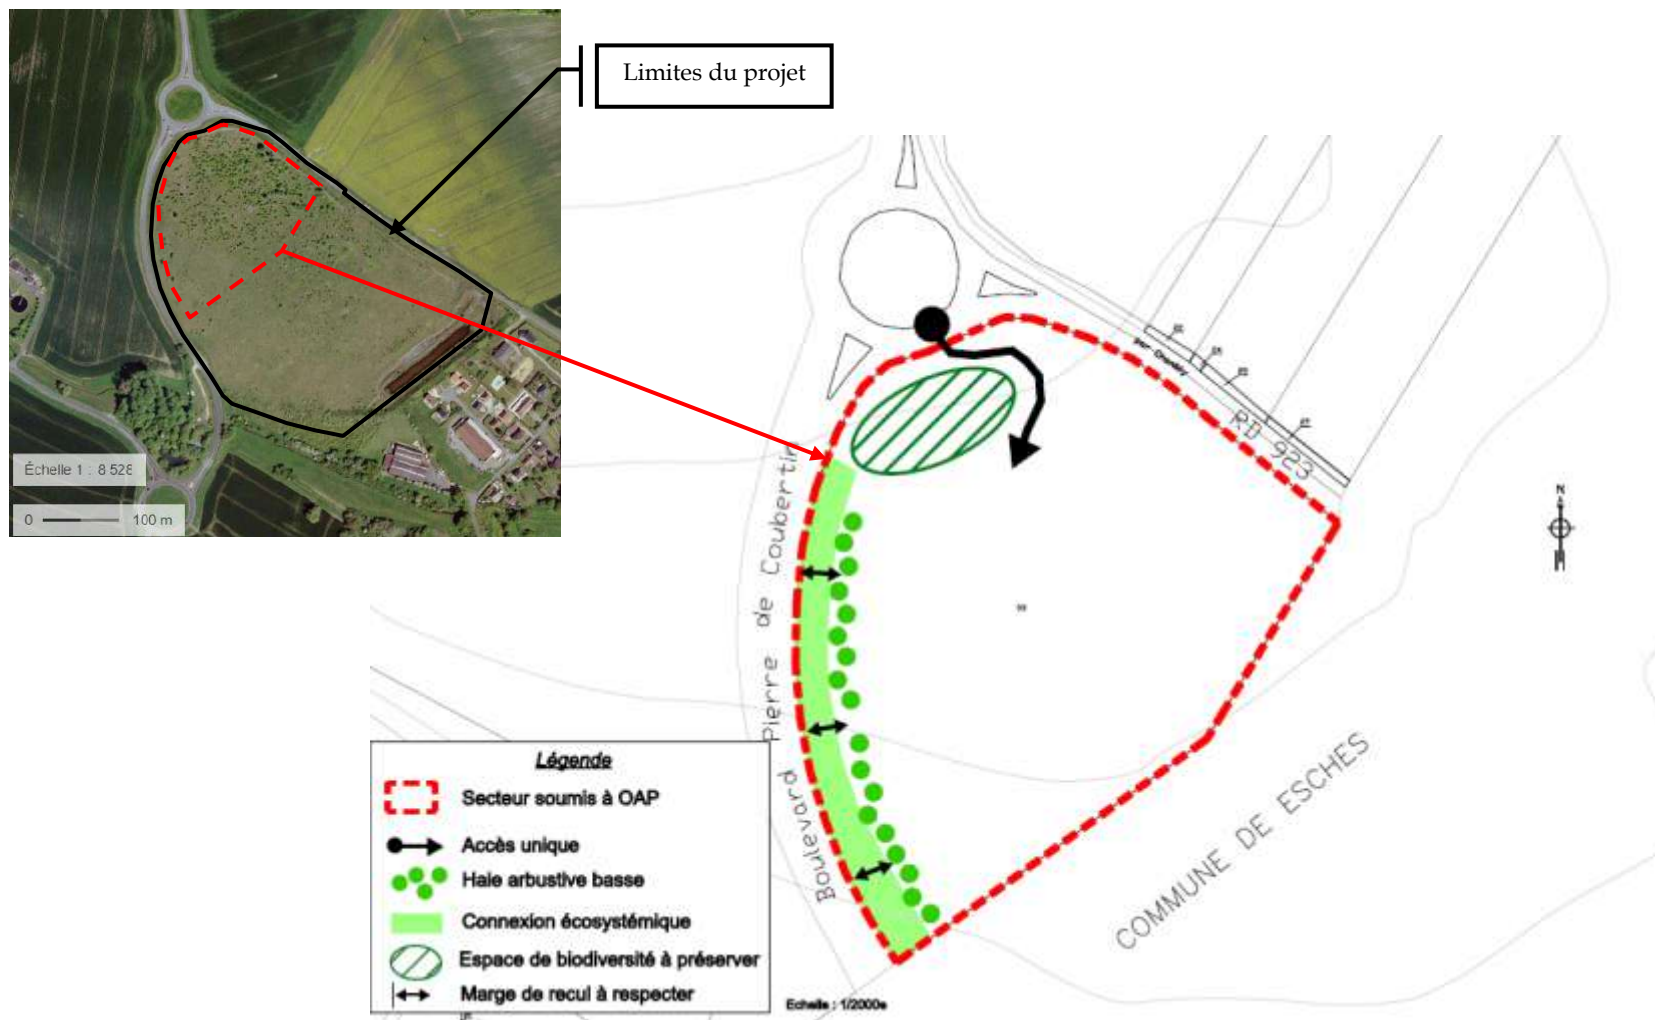 Limites du projet
Échelle 1 : 8 528
0 100 m
RD 923
Boulevard Pierre de Coubertin
COMMUNE DE ESCHES
N
Légende
Secteur soumis à OAP
Accès unique
Haie arbustive basse
Connexion écosystémique
Espace de biodiversité à préserver
Marge de recul à respecter
Echelle : 1/2000e